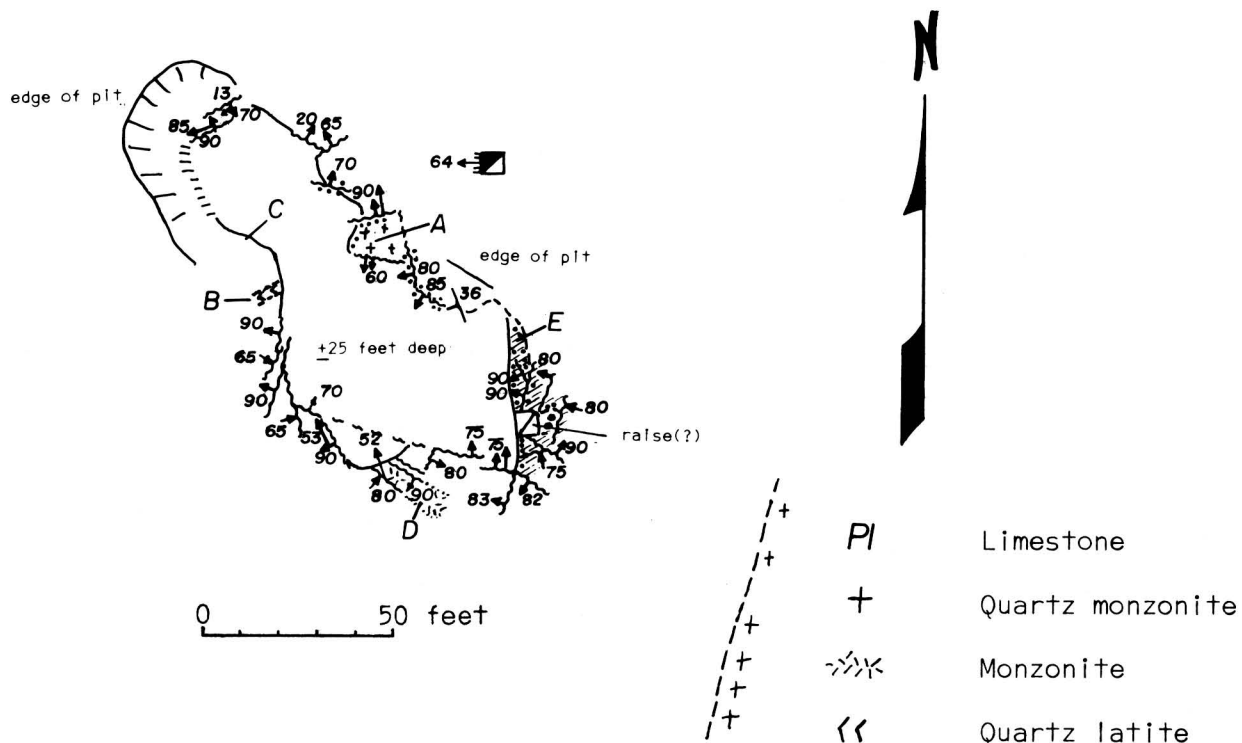 N
edge of pit
13
70
85
90
20
65
64
70
90
C
A
60
80
edge of pit
85
36
B
E
90
+25 feet deep
65
80
90
90
90
70
80
65
53
52
75
75
raise(?)
90
90
80
75
80
90
83
82
D
0 50 feet
Pl Limestone
+ Quartz monzonite
Monzonite
Quartz latite